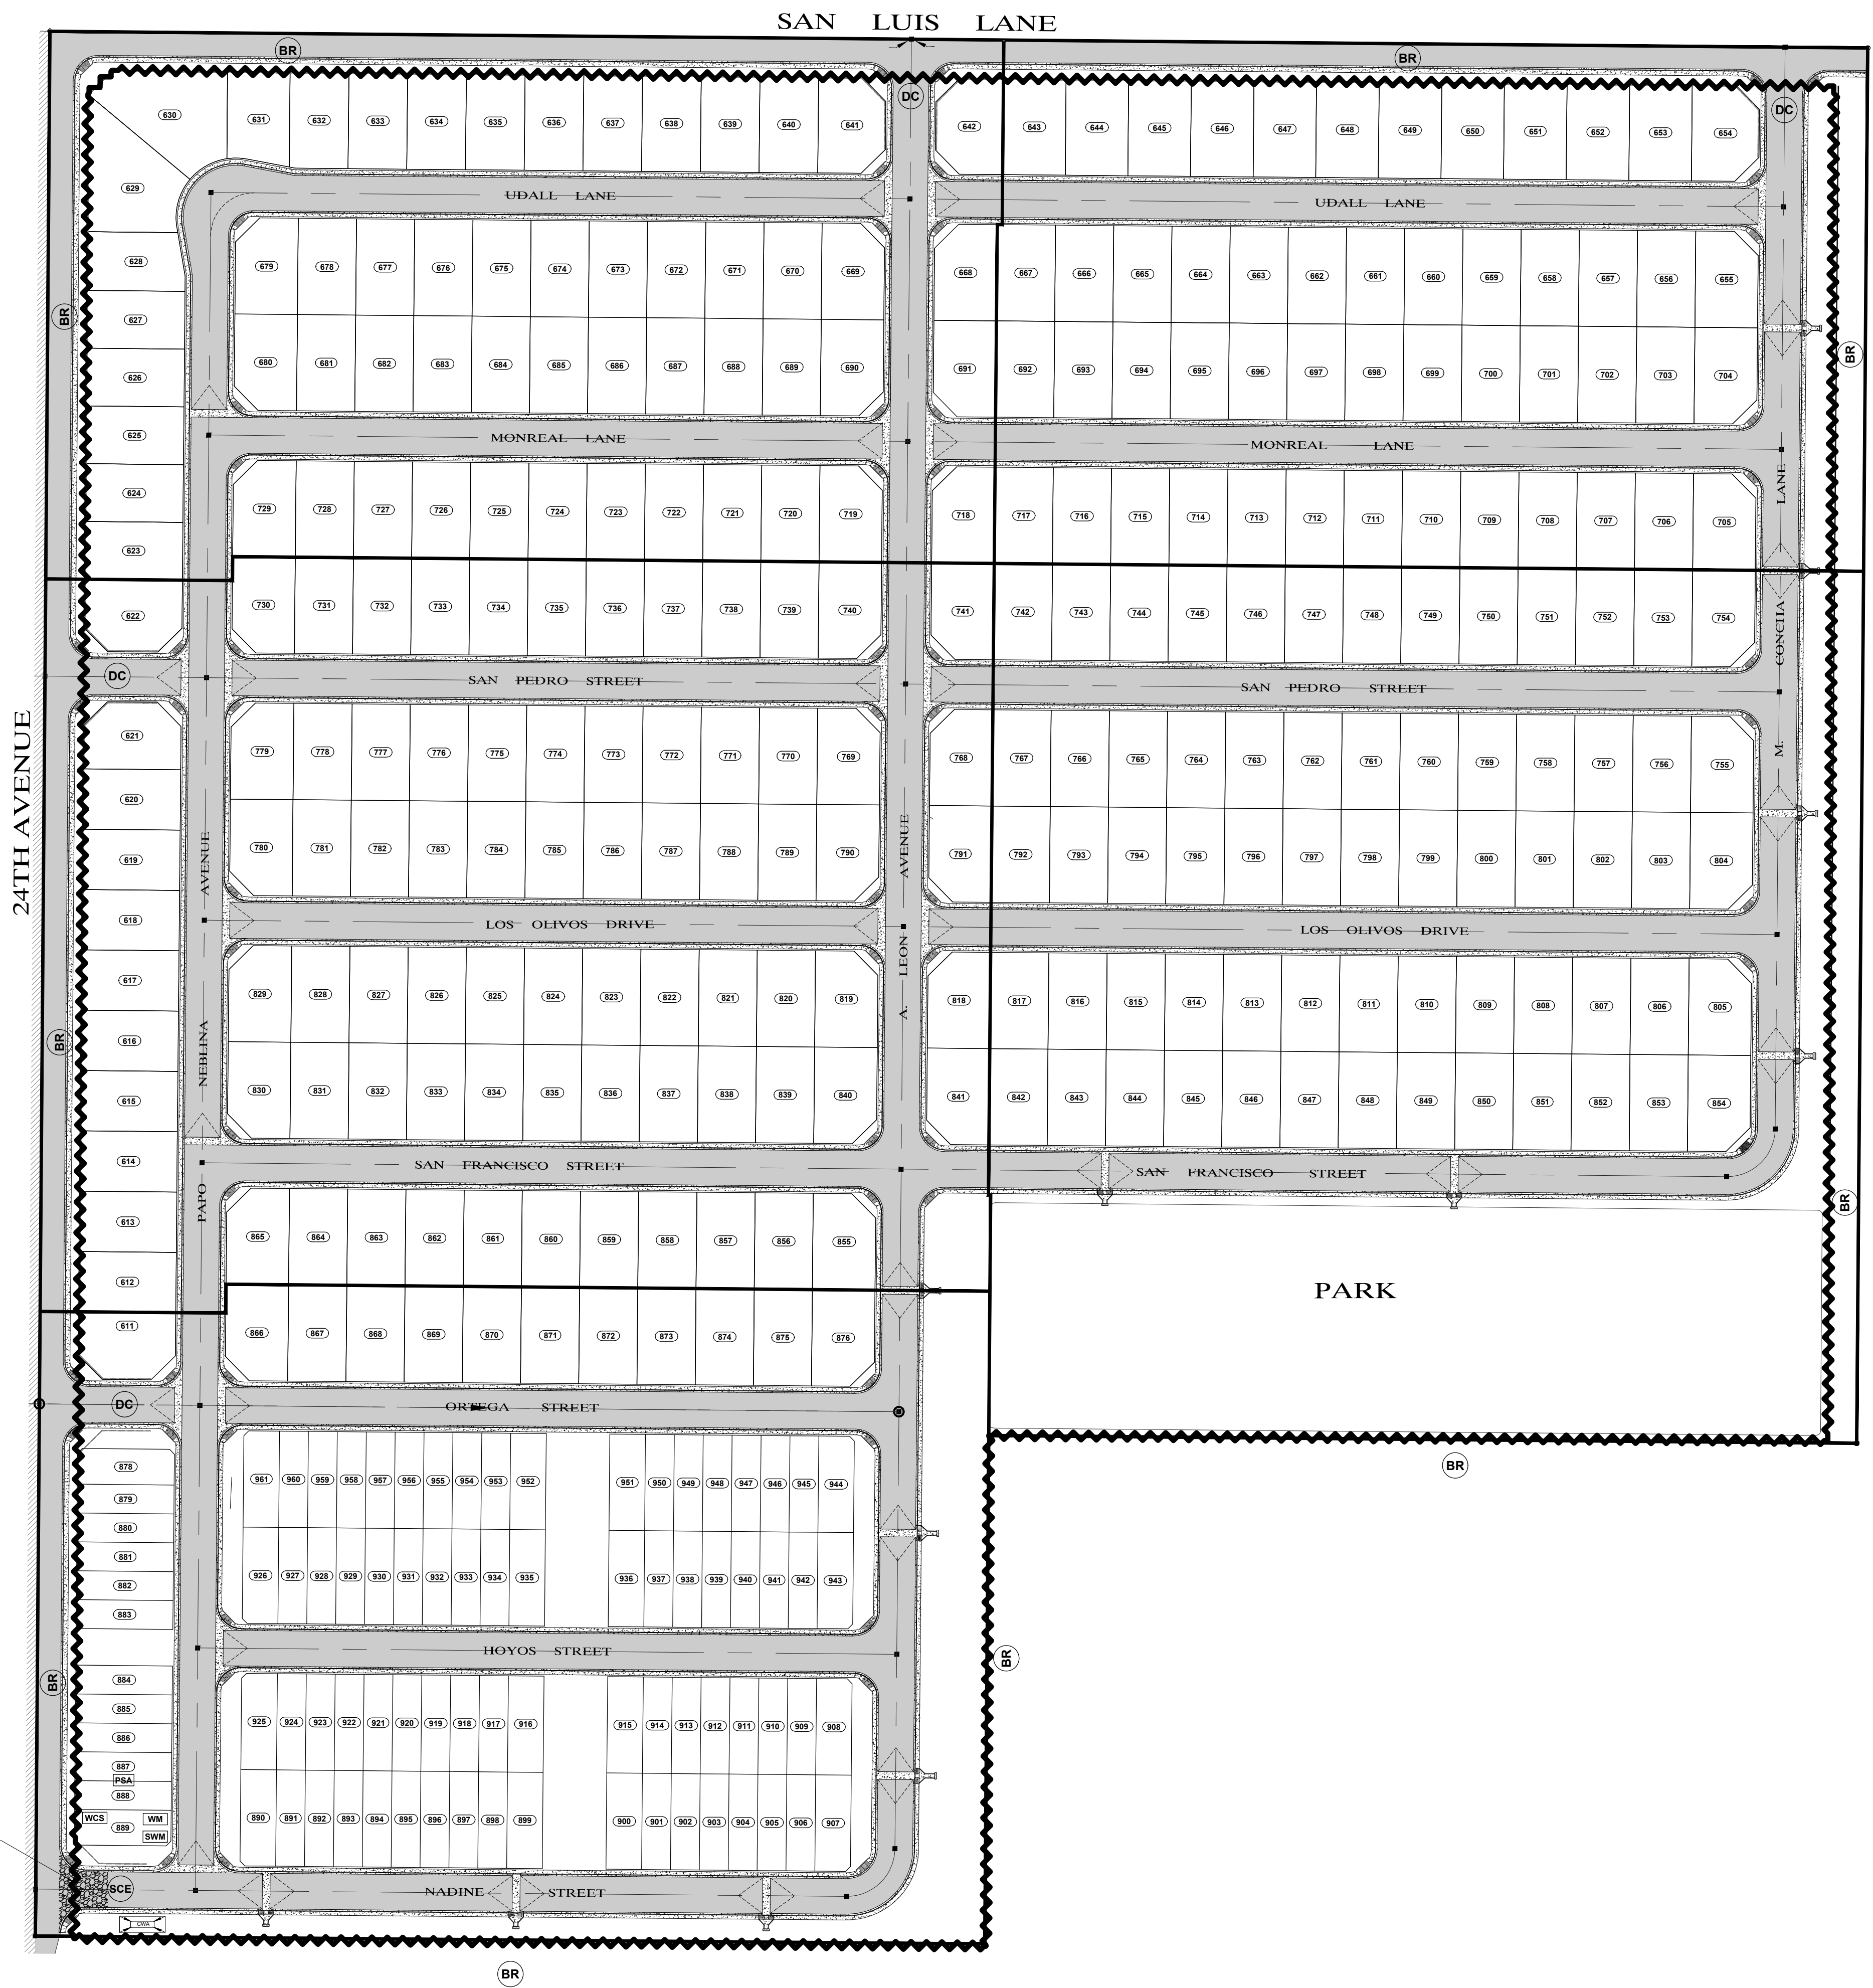 SAN LUIS LANE
BR BR
DC DC
630 631 632 633 634 635 636 637 638 639 640 641 642 643 644 645 646 647 648 649 650 651 652 653 654
629
UDALL LANE UDALL LANE
628 679 678 677 676 675 674 673 672 671 670 669 668 667 666 665 664 663 662 661 660 659 658 657 656 655
BR 627
BR
626 680 681 682 683 684 685 686 687 688 689 690 691 692 693 694 695 696 697 698 699 700 701 702 703 704
625 MONREAL LANE MONREAL LANE
624 729 728 727 726 725 724 723 722 721 720 719 718 717 716 715 714 713 712 711 710 709 708 707 706 705
623
622 730 731 732 733 734 735 736 737 738 739 740 741 742 743 744 745 746 747 748 749 750 751 752 753 754
M. CONCHA LANE
DC SAN PEDRO STREET SAN PEDRO STREET
621 779 778 777 776 775 774 773 772 771 770 769 768 767 766 765 764 763 762 761 760 759 758 757 756 755
24TH AVENUE
620
619 780 781 782 783 784 785 786 787 788 789 790 791 792 793 794 795 796 797 798 799 800 801 802 803 804
PAPO NEBLINA AVENUE
A. LEON AVENUE
618 LOS OLIVOS DRIVE LOS OLIVOS DRIVE
617 829 828 827 826 825 824 823 822 821 820 819 818 817 816 815 814 813 812 811 810 809 808 807 806 805
BR 616
615 830 831 832 833 834 835 836 837 838 839 840 841 842 843 844 845 846 847 848 849 850 851 852 853 854
614 SAN FRANCISCO STREET SAN FRANCISCO STREET
BR
613 865 864 863 862 861 860 859 858 857 856 855
612
PARK
611 866 867 868 869 870 871 872 873 874 875 876
DC ORTEGA STREET
BR
878 961 960 959 958 957 956 955 954 953 952 951 950 949 948 947 946 945 944
879
880
881
882 926 927 928 929 930 931 932 933 934 935 936 937 938 939 940 941 942 943
883
HOYOS STREET
BR BR
884
885 925 924 923 922 921 920 919 918 917 916 915 914 913 912 911 910 909 908
886
887
PSA
888
WCS WM
889 890 891 892 893 894 895 896 897 898 899 900 901 902 903 904 905 906 907
SWM
SCE NADINE STREET
CWA
BR